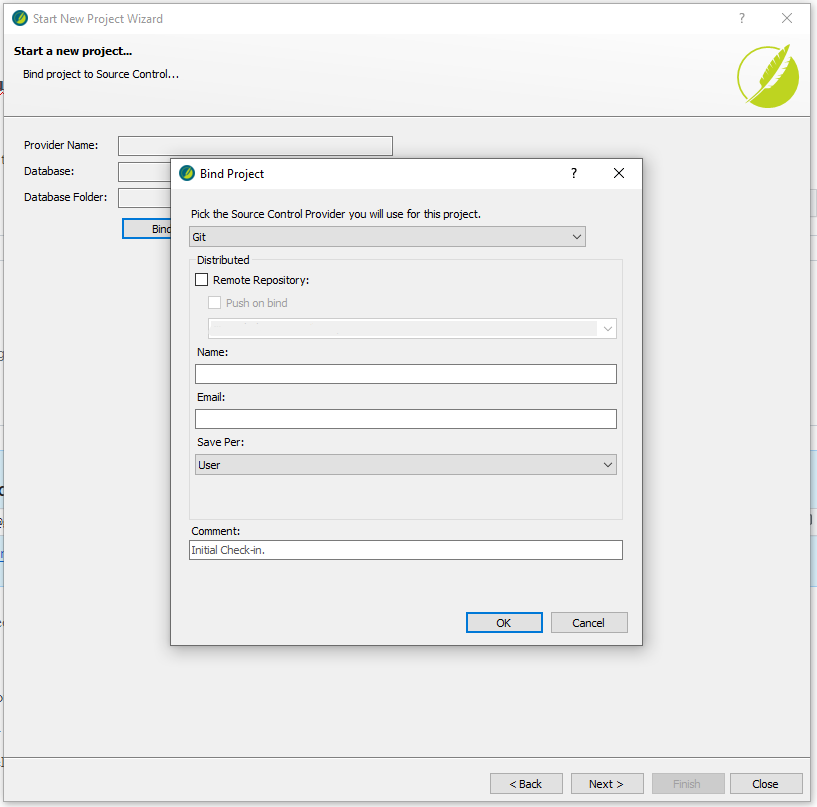 Start New Project Wizard
Start a new project...
Bind project to Source Control...
Provider Name:
Database:
Database Folder:
Bind
Bind Project
Pick the Source Control Provider you will use for this project.
Git
Distributed
Remote Repository:
Push on bind
Name:
Email:
Save Per:
User
Comment:
Initial Check-in.
OK
Cancel
< Back
Next >
Finish
Close